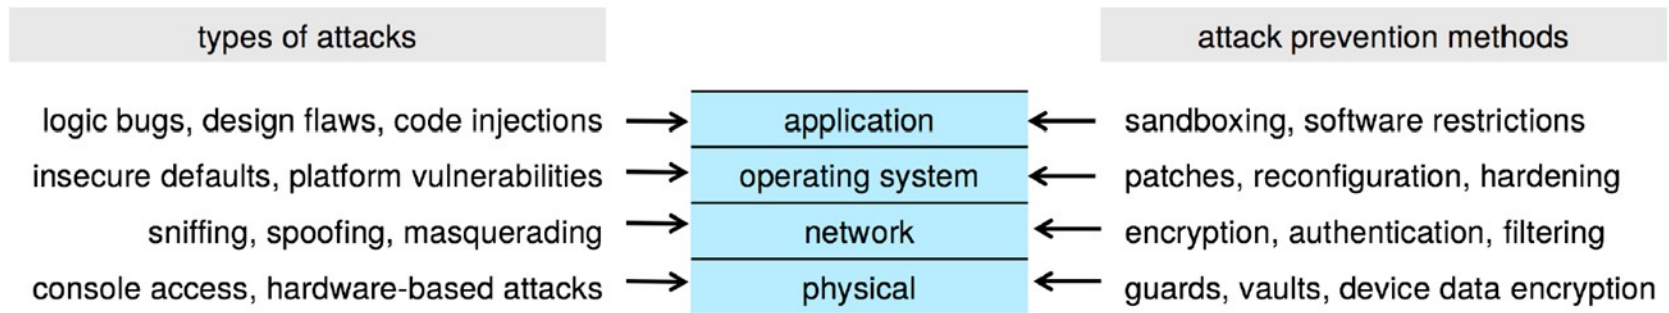 types of attacks
attack prevention methods
logic bugs, design flaws, code injections
application
sandboxing, software restrictions
insecure defaults, platform vulnerabilities
operating system
patches, reconfiguration, hardening
sniffing, spoofing, masquerading
network
encryption, authentication, filtering
console access, hardware-based attacks
physical
guards, vaults, device data encryption